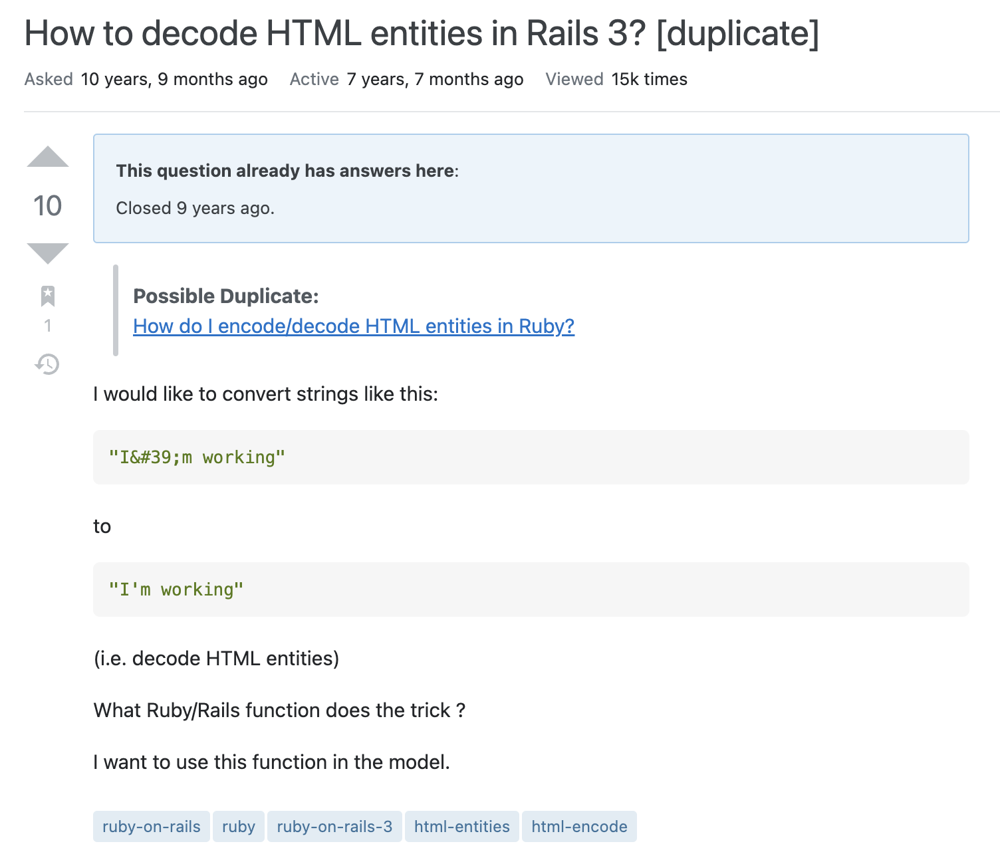 How to decode HTML entities in Rails 3? [duplicate]
Asked 10 years, 9 months ago Active 7 years, 7 months ago Viewed 15k times
This question already has answers here:
Closed 9 years ago.
10
1
Possible Duplicate:
How do I encode/decode HTML entities in Ruby?
I would like to convert strings like this:
"I&#39;m working"
to
"I'm working"
(i.e. decode HTML entities)
What Ruby/Rails function does the trick ?
I want to use this function in the model.
ruby-on-rails ruby ruby-on-rails-3 html-entities html-encode